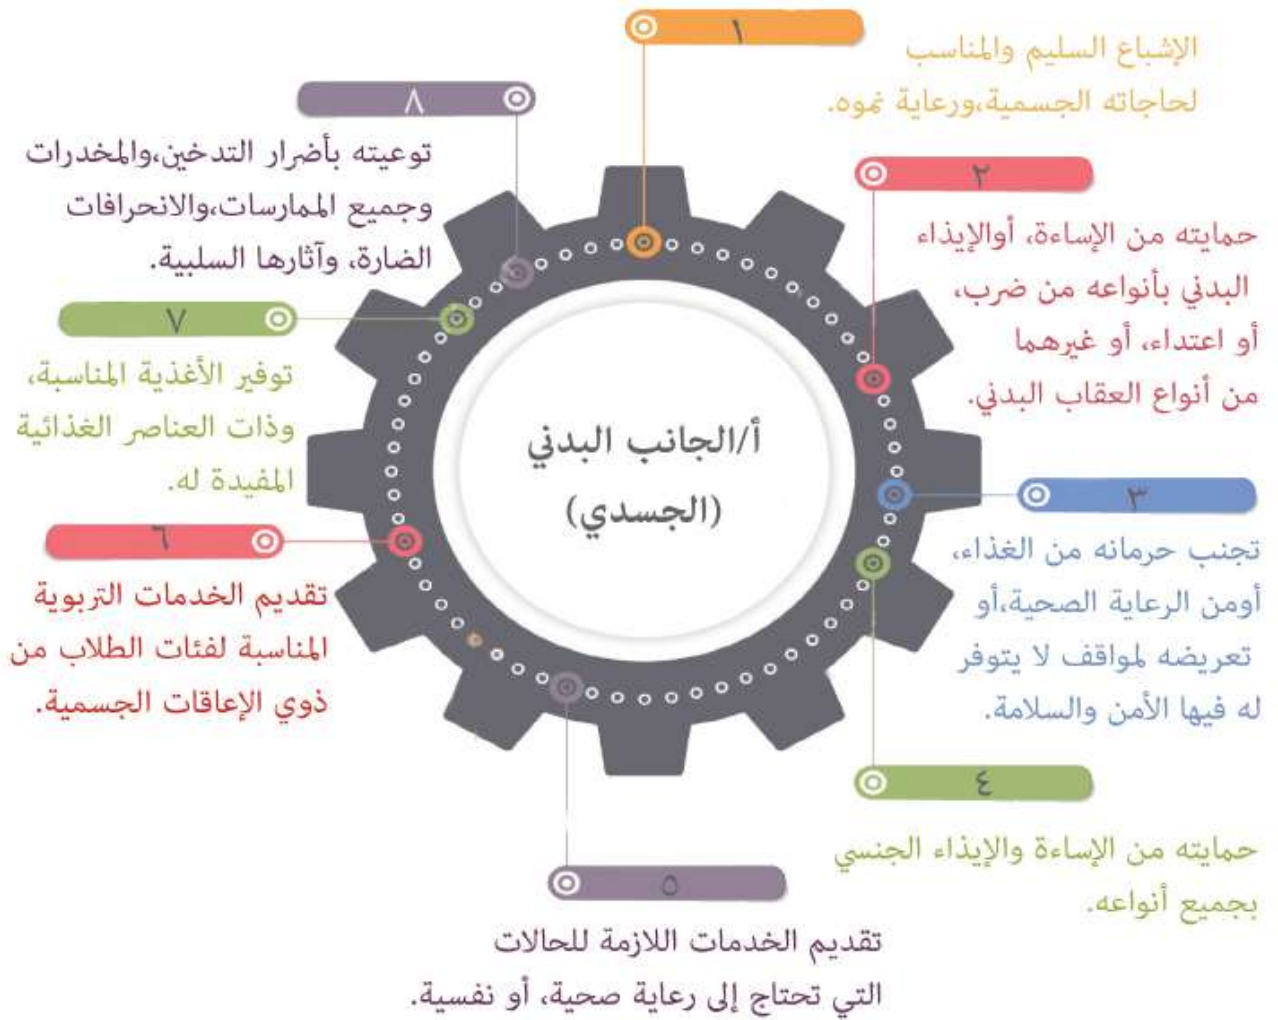 أ/الجانب البدني
(الجسدي)
١
الإشباع السليم والمناسب
لحاجاته الجسمية،ورعاية نموه.
٢
حمايته من الإساءة، أوالإيذاء
البدني بأنواعه من ضرب،
أو اعتداء، أو غيرهما
من أنواع العقاب البدني.
٣
تجنب حرمانه من الغذاء،
أومن الرعاية الصحية،أو
تعريضه لمواقف لا يتوفر
له فيها الأمن والسلامة.
٤
حمايته من الإساءة والإيذاء الجنسي
بجميع أنواعه.
٥
تقديم الخدمات اللازمة للحالات
التي تحتاج إلى رعاية صحية، أو نفسية.
٦
تقديم الخدمات التربوية
المناسبة لفئات الطلاب من
ذوي الإعاقات الجسمية.
٧
توفير الأغذية المناسبة،
وذات العناصر الغذائية
المفيدة له.
٨
توعيته بأضرار التدخين،والمخدرات
وجميع الممارسات،والانحرافات
الضارة، وآثارها السلبية.